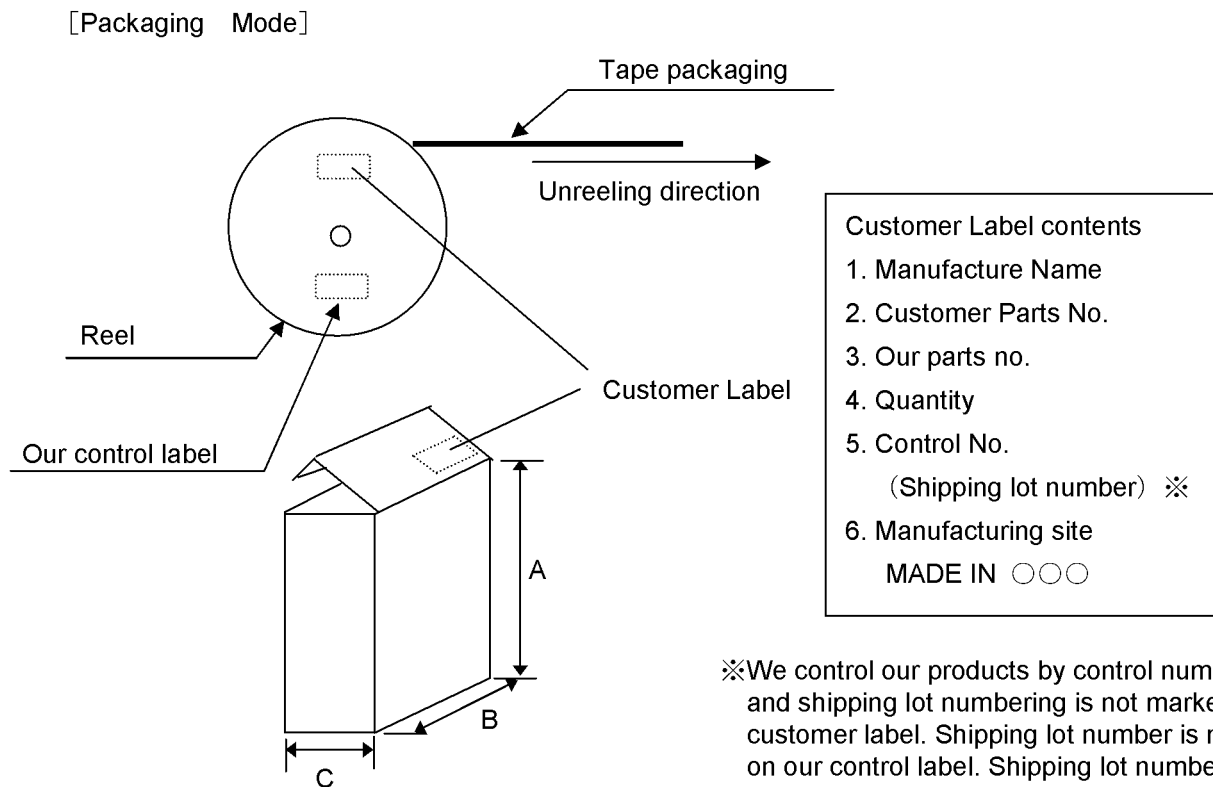 ［Packaging Mode］
Tape packaging
Unreeling direction
Reel
Our control label
Customer Label
A
B
C
Customer Label contents
1. Manufacture Name
2. Customer Parts No.
3. Our parts no.
4. Quantity
5. Control No.
（Shipping lot number）※
6. Manufacturing site
MADE IN ○○○
※We control our products by control
and shipping lot numbering is not
customer label. Shipping lot number is
on our control label. Shipping lot